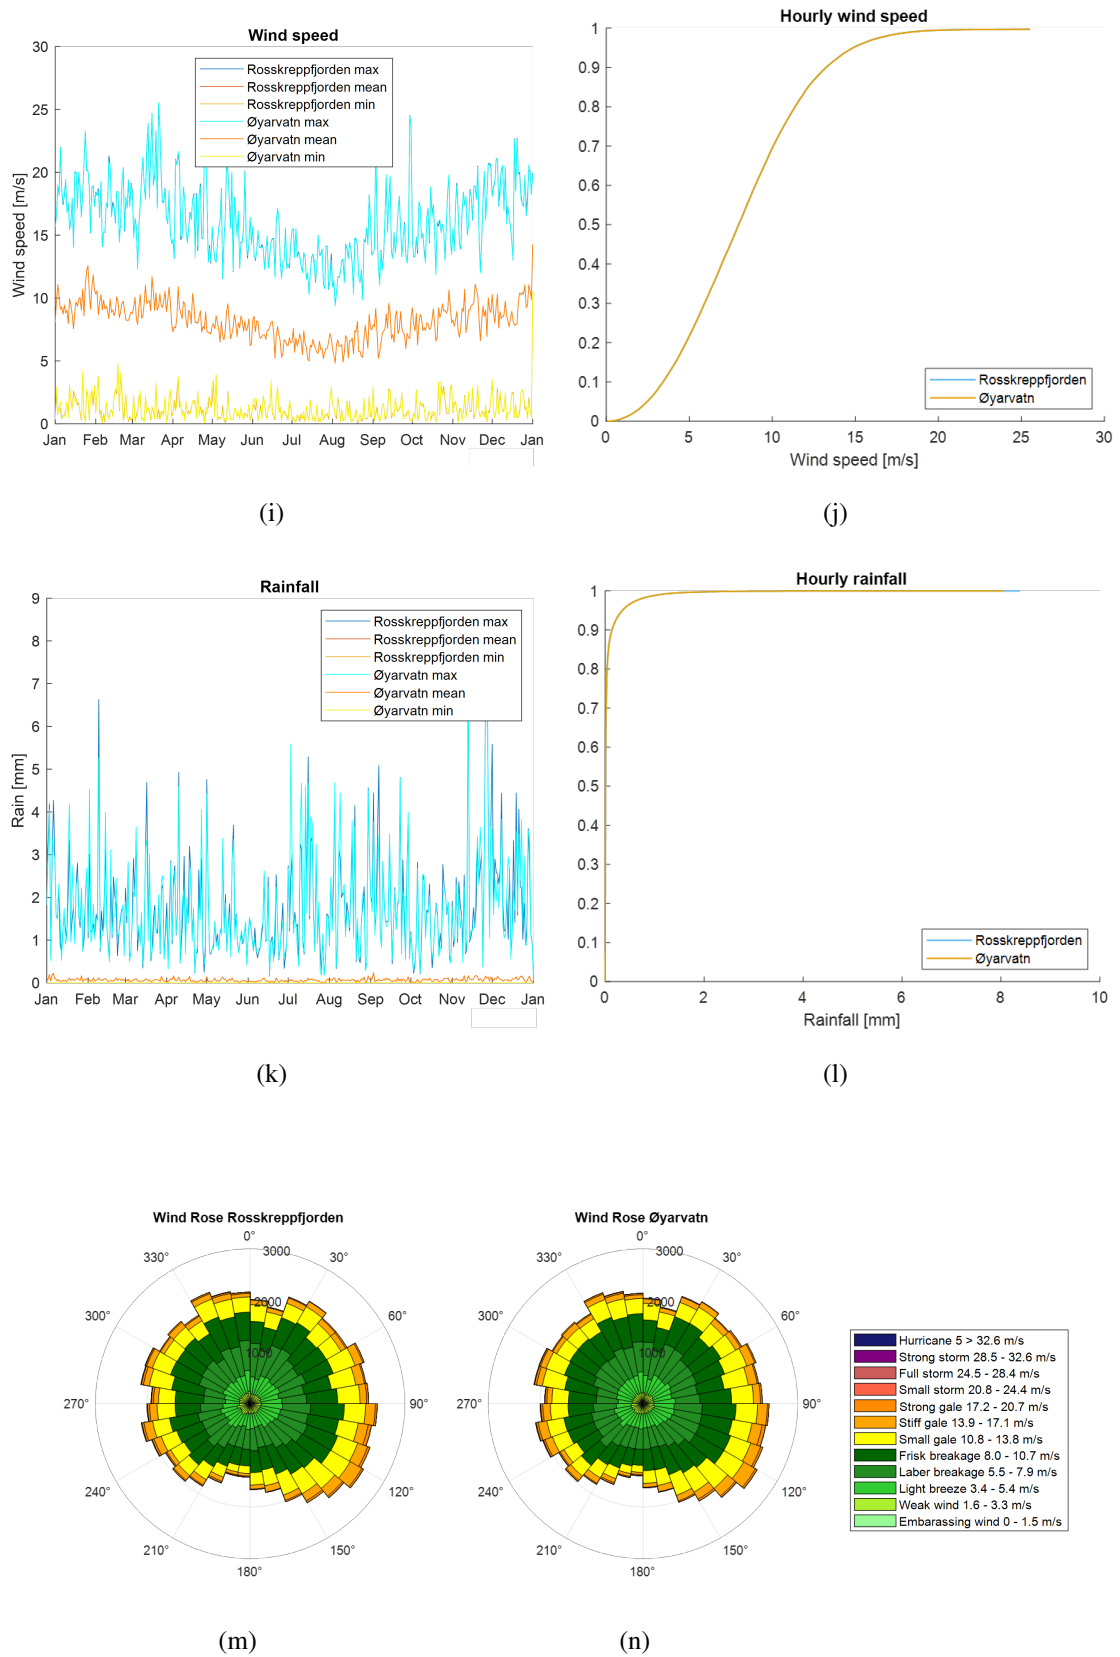 Wind speed
30
25
20
15
10
5
0
Wind speed [m/s]
Rosskreppfjorden max
Rosskreppfjorden mean
Rosskreppfjorden min
Øyarvatn max
Øyarvatn mean
Øyarvatn min
Jan Feb Mar Apr May Jun Jul Aug Sep Oct Nov Dec Jan
(i)
Hourly wind speed
1
0.9
0.8
0.7
0.6
0.5
0.4
0.3
0.2
0.1
0
Rosskreppfjorden
Øyarvatn
0 5 10 15 20 25 30
Wind speed [m/s]
(j)
Rainfall
9
8
7
6
5
4
3
2
1
0
Rain [mm]
Rosskreppfjorden max
Rosskreppfjorden mean
Rosskreppfjorden min
Øyarvatn max
Øyarvatn mean
Øyarvatn min
Jan Feb Mar Apr May Jun Jul Aug Sep Oct Nov Dec Jan
(k)
Hourly rainfall
1
0.9
0.8
0.7
0.6
0.5
0.4
0.3
0.2
0.1
0
Rosskreppfjorden
Øyarvatn
0 2 4 6 8 10
Rainfall [mm]
(l)
Wind Rose Rosskreppfjorden
0°
330° 3000 30°
300° 2000 60°
1000
270° 90°
240° 120°
210° 150°
180°
(m)
Wind Rose Øyarvatn
0°
330° 3000 30°
300° 2000 60°
1000
270° 90°
240° 120°
210° 150°
180°
(n)
Hurricane 5 > 32.6 m/s
Strong storm 28.5 - 32.6 m/s
Full storm 24.5 - 28.4 m/s
Small storm 20.8 - 24.4 m/s
Strong gale 17.2 - 20.7 m/s
Stiff gale 13.9 - 17.1 m/s
Small gale 10.8 - 13.8 m/s
Frisk breakage 8.0 - 10.7 m/s
Laber breakage 5.5 - 7.9 m/s
Light breeze 3.4 - 5.4 m/s
Weak wind 1.6 - 3.3 m/s
Embarassing wind 0 - 1.5 m/s